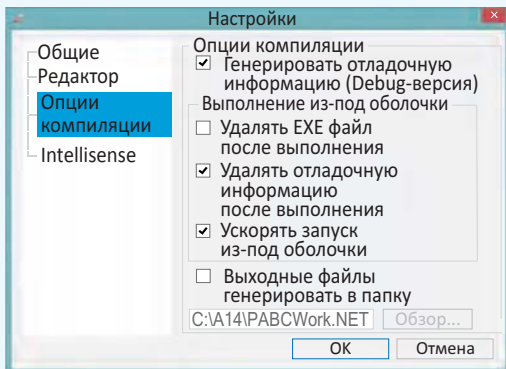 Настройки
Общие
Редактор
Опции
компиляции
Intellisense
Опции компиляции
Генерировать отладочную
информацию (Debug-версия)
Выполнение из-под оболочки
Удалять EXE файл
после выполнения
Удалять отладочную
информацию
после выполнения
Ускорять запуск
из-под оболочки
Выходные файлы
генерировать в папку
C:\A14\PABCWork.NET
Обзор...
OK
Отмена